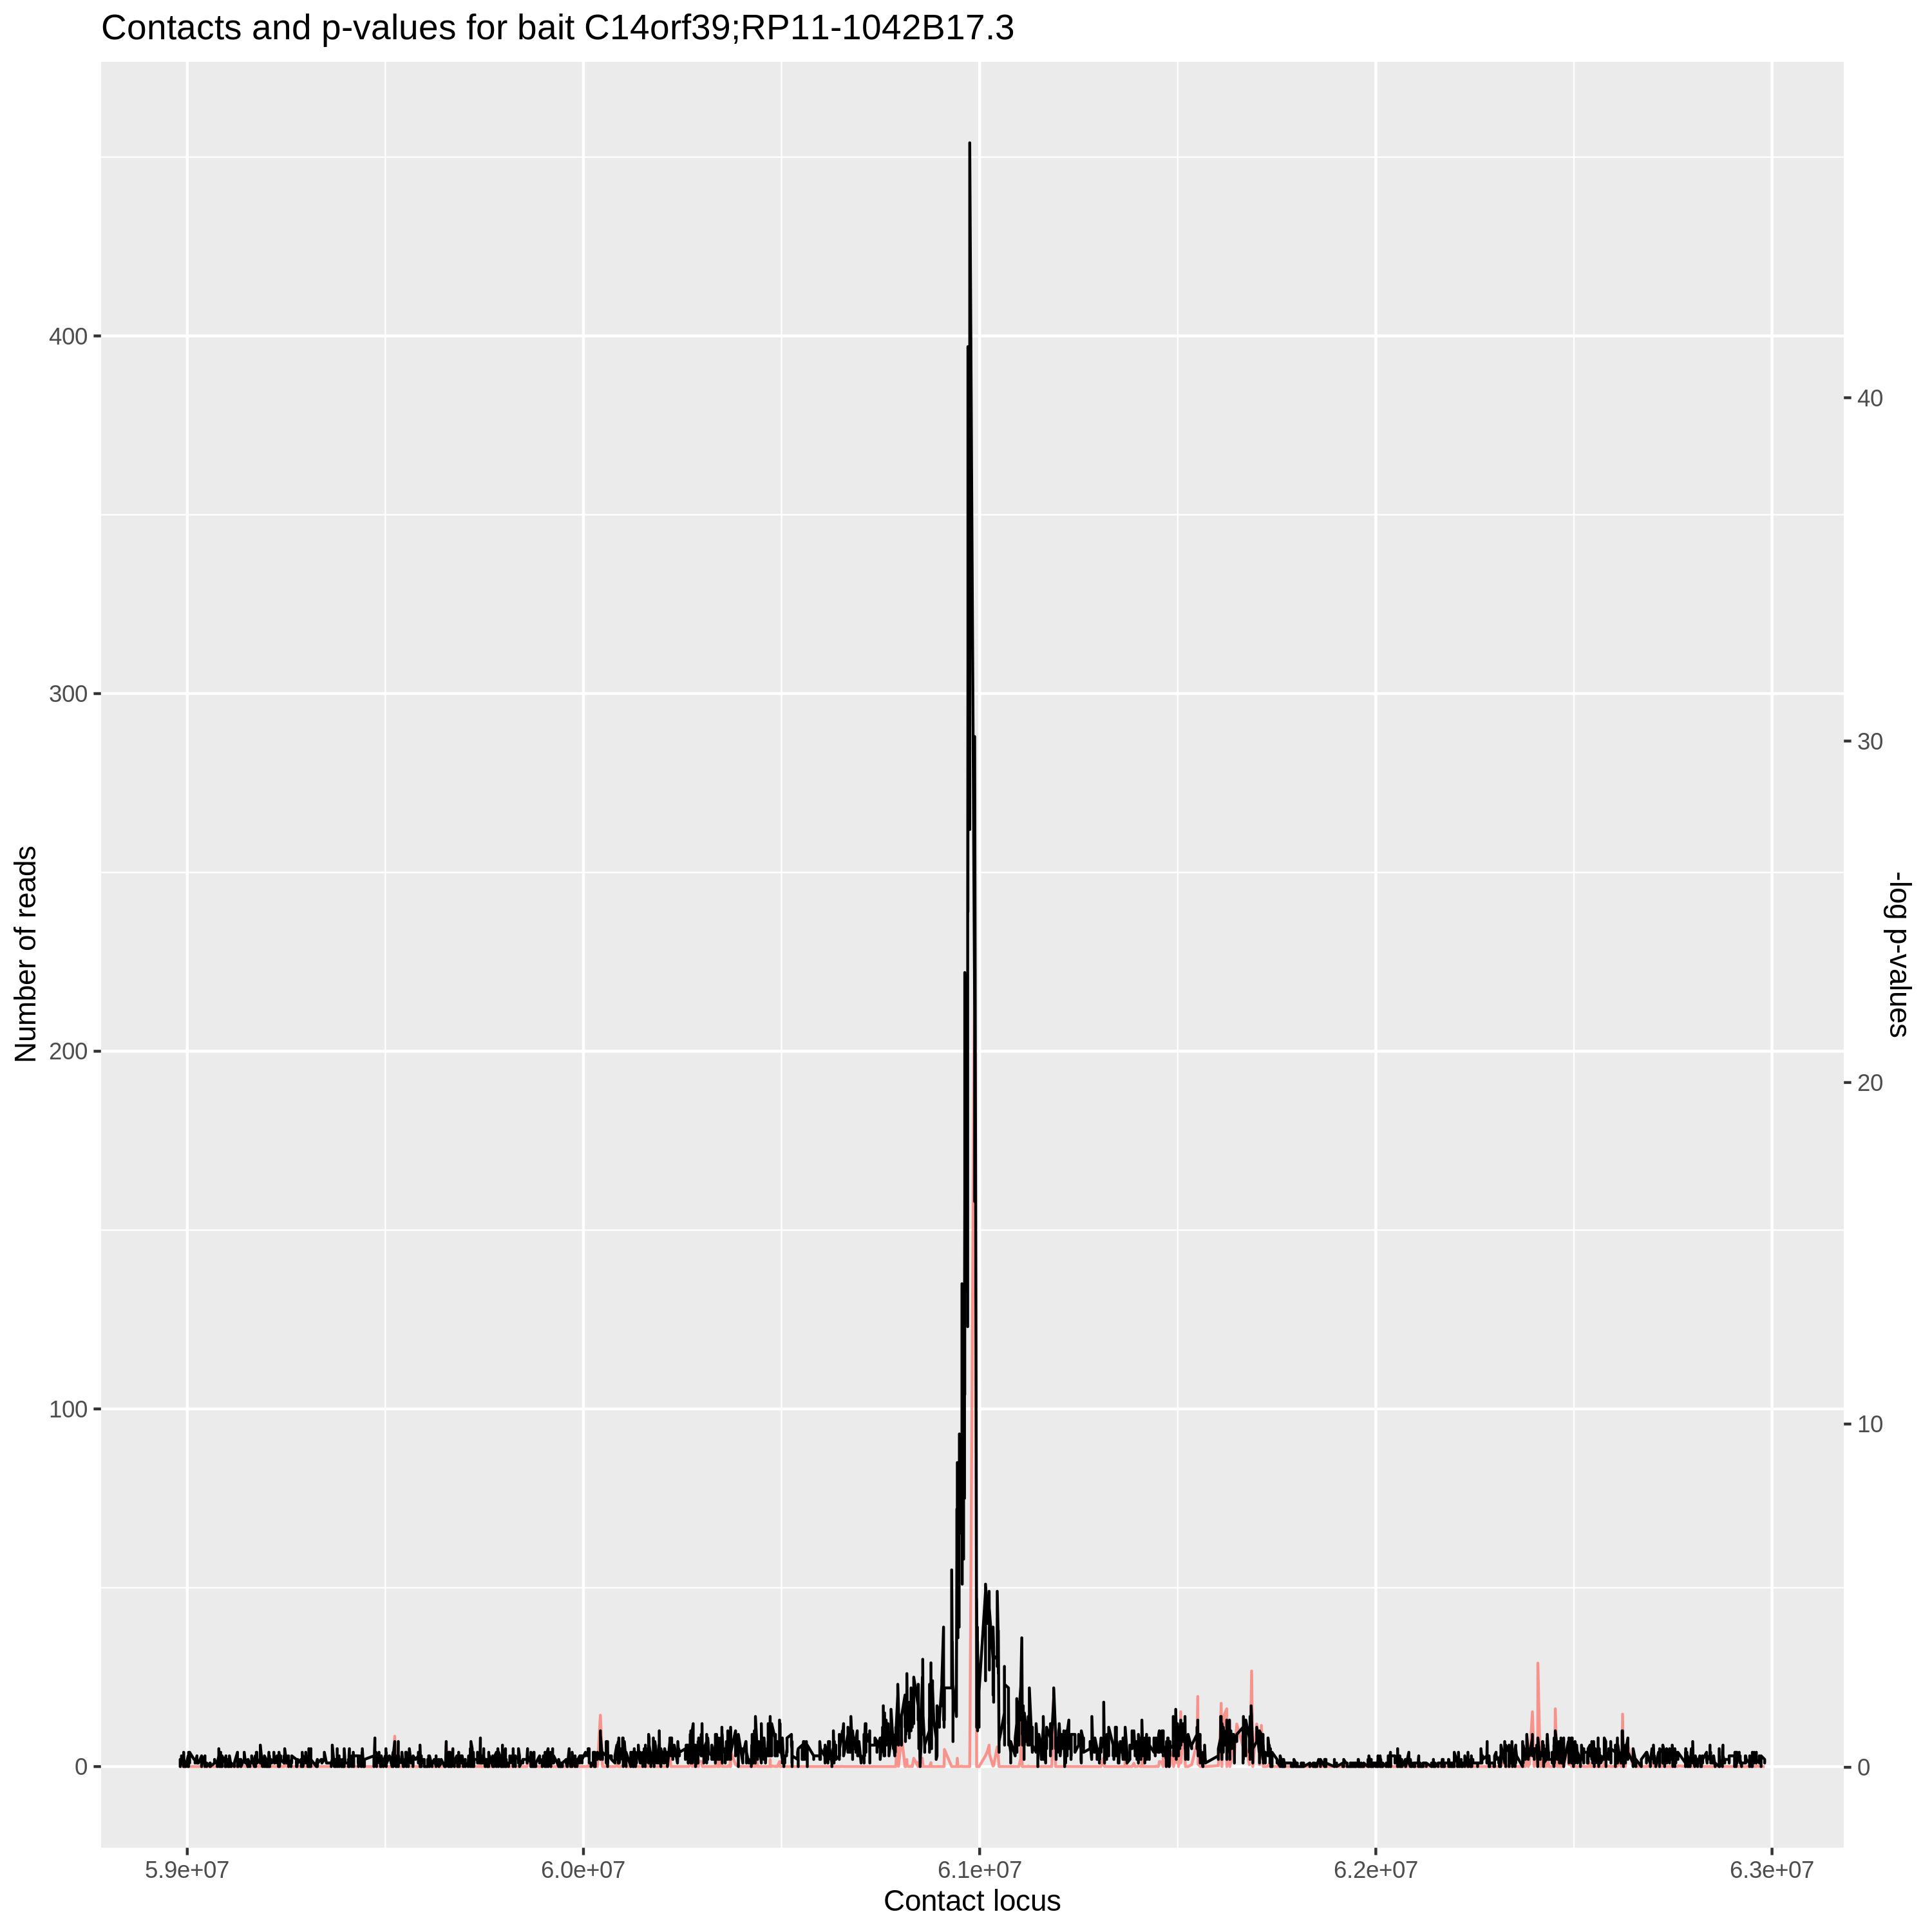 Contacts and p-values for bait C14orf39;RP11-1042B17.3
400
300
200
100
0
Number of reads
40
30
20
10
0
-log p-values
5.9e+07 6.0e+07 6.1e+07 6.2e+07 6.3e+07
Contact locus